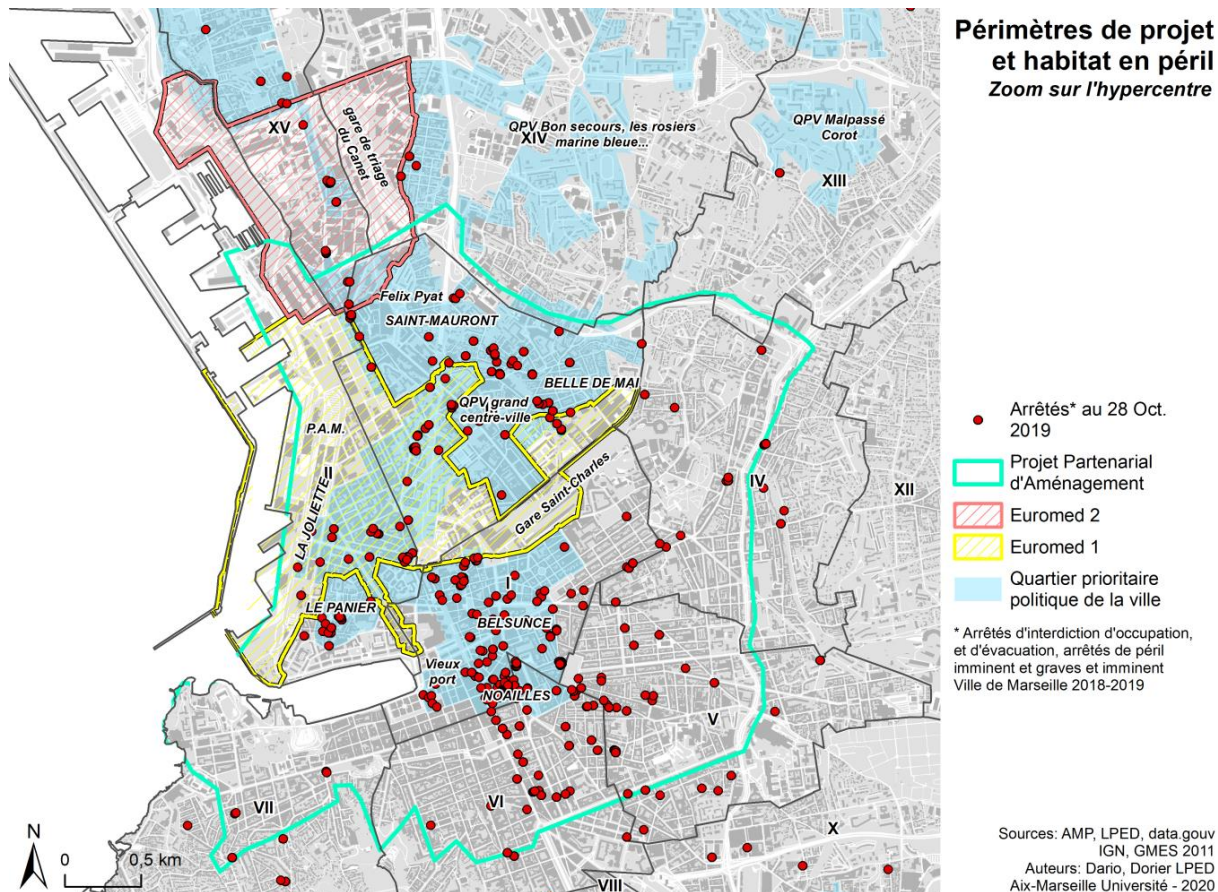 Périmètres de projet
et habitat en péril
Zoom sur l'hypercentre
QPV Malpassé
Corot
QPV Bon secours, les rosiers
marine bleue...
XIV
XIII
XV
gare de triage
du Canet
Felix Pyat
SAINT-MAURONT
BELLE DE MAI
QPV grand
centre-ville
P.A.M.
II
LA JOLIETTE
Gare Saint-Charles
IV
XII
I
LE PANIER
BELSUNCE
Vieux
port
NOAILLES
V
VI
VII
X
VIII
N
0
0,5 km
Arrêtés* au 28 Oct.
2019
Projet Partenarial
d'Aménagement
Euromed 2
Euromed 1
Quartier prioritaire
politique de la ville
* Arrêtés d'interdiction d'occupation,
et d'évacuation, arrêtés de péril
imminent et graves et imminent
Ville de Marseille 2018-2019
Sources: AMP, LPED, data.gouv
IGN, GMES 2011
Auteurs: Dario, Dorier LPED
Aix-Marseille Université - 2020